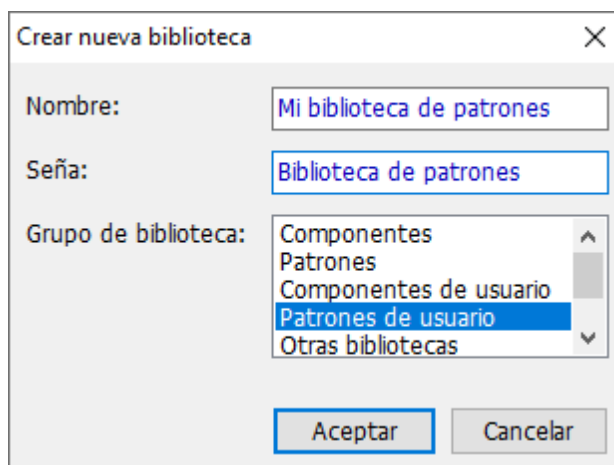 Crear nueva biblioteca
Nombre: Mi biblioteca de patrones
Seña: Biblioteca de patrones
Grupo de biblioteca: Componentes
Patrones
Componentes de usuario
Patrones de usuario
Otras bibliotecas
Aceptar Cancelar